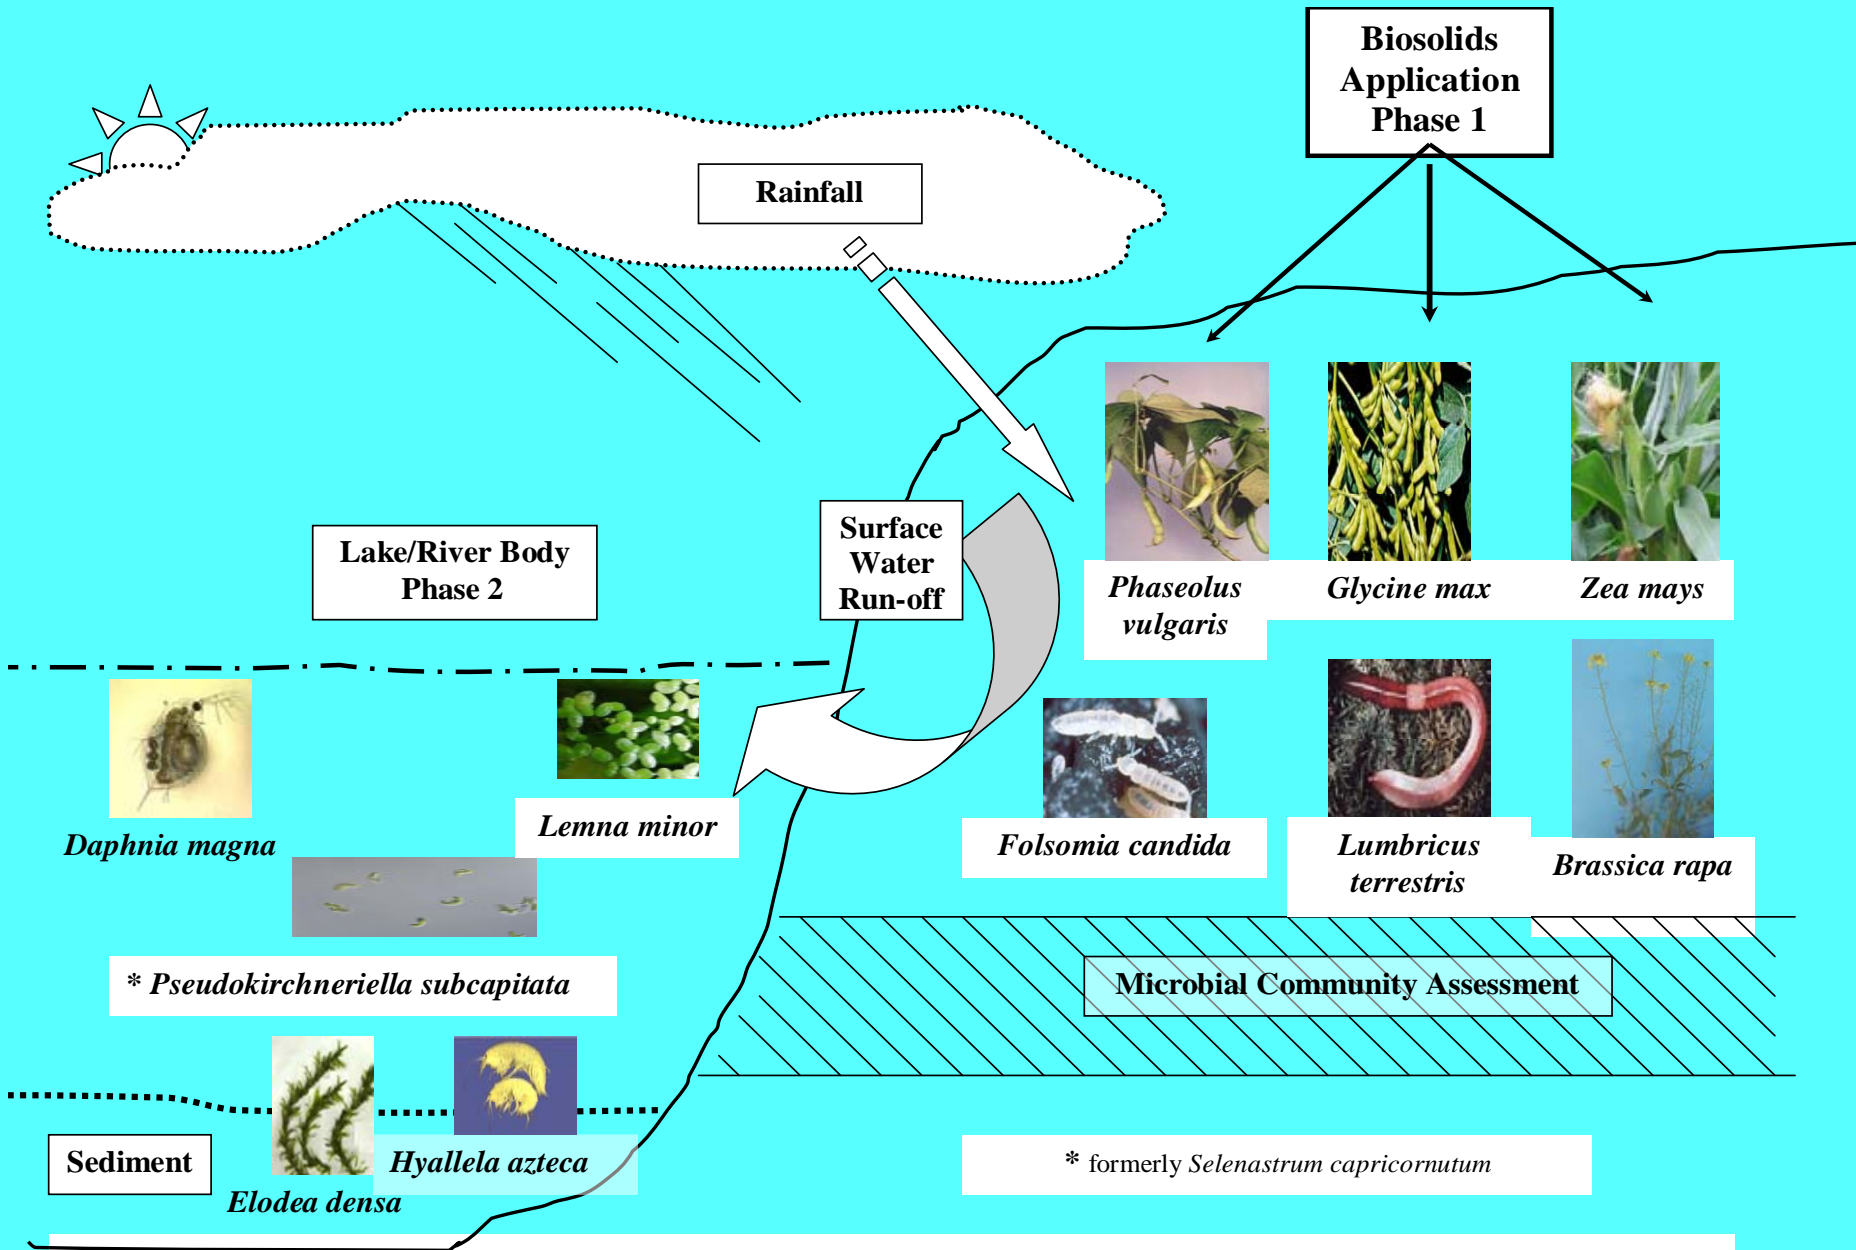 Biosolids
Application
Phase 1
Rainfall
Lake/River Body
Phase 2
Surface
Water
Run-off
Phaseolus
vulgaris
Glycine max
Zea mays
Daphnia magna
Lemna minor
Folsomia candida
Lumbricus
terrestris
Brassica rapa
* Pseudokirchneriella subcapitata
Microbial Community Assessment
Sediment
Hyallela azteca
Elodea densa
* formerly Selenastrum capricornutum